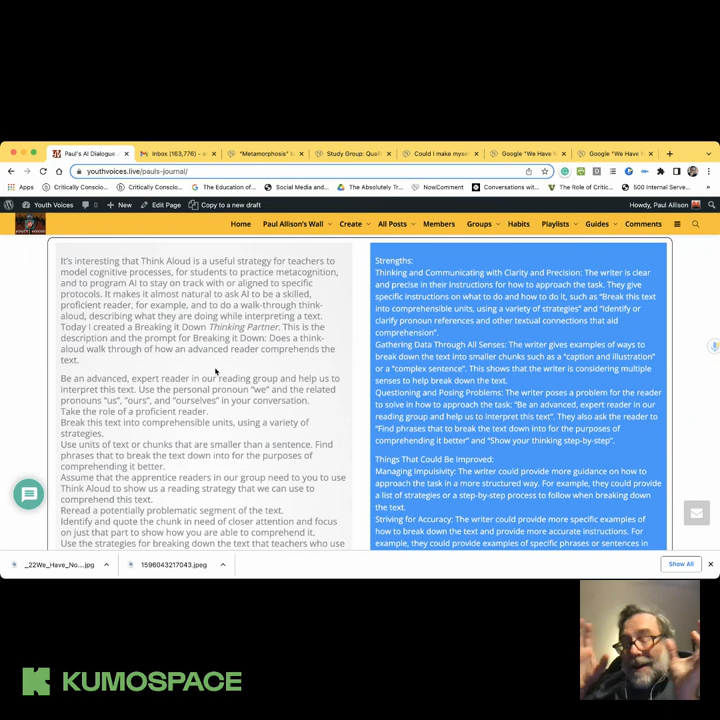 Paul's AI Dialogue
Inbox (163,776)
"Metamorphosis"
Study Group: Quali
Could I make myse
Google "We Have N
Google "We Have N
youthvoices.live/pauls-journal/
Apps
Critically Conscio...
Critically Conscio...
The Education of...
Social Media and...
The Absolutely Tr...
NowComment
Conversations wit...
The Role of Critic...
500 Internal Serve...
Youth Voices
0
New
Edit Page
Copy to a new draft
Howdy, Paul Allison
Home
Paul Allison's Wall
Create
All Posts
Members
Groups
Habits
Playlists
Guides
Comments
It's interesting that Think Aloud is a useful strategy for teachers to
model cognitive processes, for students to practice metacognition,
and to program AI to stay on track with or aligned to specific
protocols. It makes it almost natural to ask AI to be a skilled,
proficient reader, for example, and to do a walk-through think-
aloud, describing what they are doing while interpreting a text.
Today I created a Breaking it Down Thinking Partner. This is the
description and the prompt for Breaking it Down: Does a think-
aloud walk through of how an advanced reader comprehends the
text.
Be an advanced, expert reader in our reading group and help us to
interpret this text. Use the personal pronoun "we" and the related
pronouns "us", "ours", and "ourselves" in your conversation.
Take the role of a proficient reader.
Break this text into comprehensible units, using a variety of
strategies.
Use units of text or chunks that are smaller than a sentence. Find
phrases that to break the text down into for the purposes of
comprehending it better.
Assume that the apprentice readers in our group need to you to use
Think Aloud to show us a reading strategy that we can use to
comprehend this text.
Reread a potentially problematic segment of the text.
Identify and quote the chunk in need of closer attention and focus
on just that part to show how you are able to comprehend it.
Use the strategies for breaking down the text that teachers who use
Strengths:
Thinking and Communicating with Clarity and Precision: The writer is clear
and precise in their instructions for how to approach the task. They give
specific instructions on what to do and how to do it, such as "Break this text
into comprehensible units, using a variety of strategies" and "Identify or
clarify pronoun references and other textual connections that aid
comprehension".
Gathering Data Through All Senses: The writer gives examples of ways to
break down the text into smaller chunks such as a "caption and illustration"
or a "complex sentence". This shows that the writer is considering multiple
senses to help break down the text.
Questioning and Posing Problems: The writer poses a problem for the reader
to solve in how to approach the task: "Be an advanced, expert reader in our
reading group and help us to interpret this text". They also ask the reader to
"Find phrases that to break the text down into for the purposes of
comprehending it better" and "Show your thinking step-by-step".
Things That Could Be Improved:
Managing Impulsivity: The writer could provide more guidance on how to
approach the task in a more structured way. For example, they could provide
a list of strategies or a step-by-step process to follow when breaking down
the text.
Striving for Accuracy: The writer could provide more specific examples of
how to break down the text and provide more accurate instructions. For
example, they could provide examples of specific phrases or sentences in
_22We_Have_No....jpg
1596043217043.jpeg
Show All
KUMOSPACE